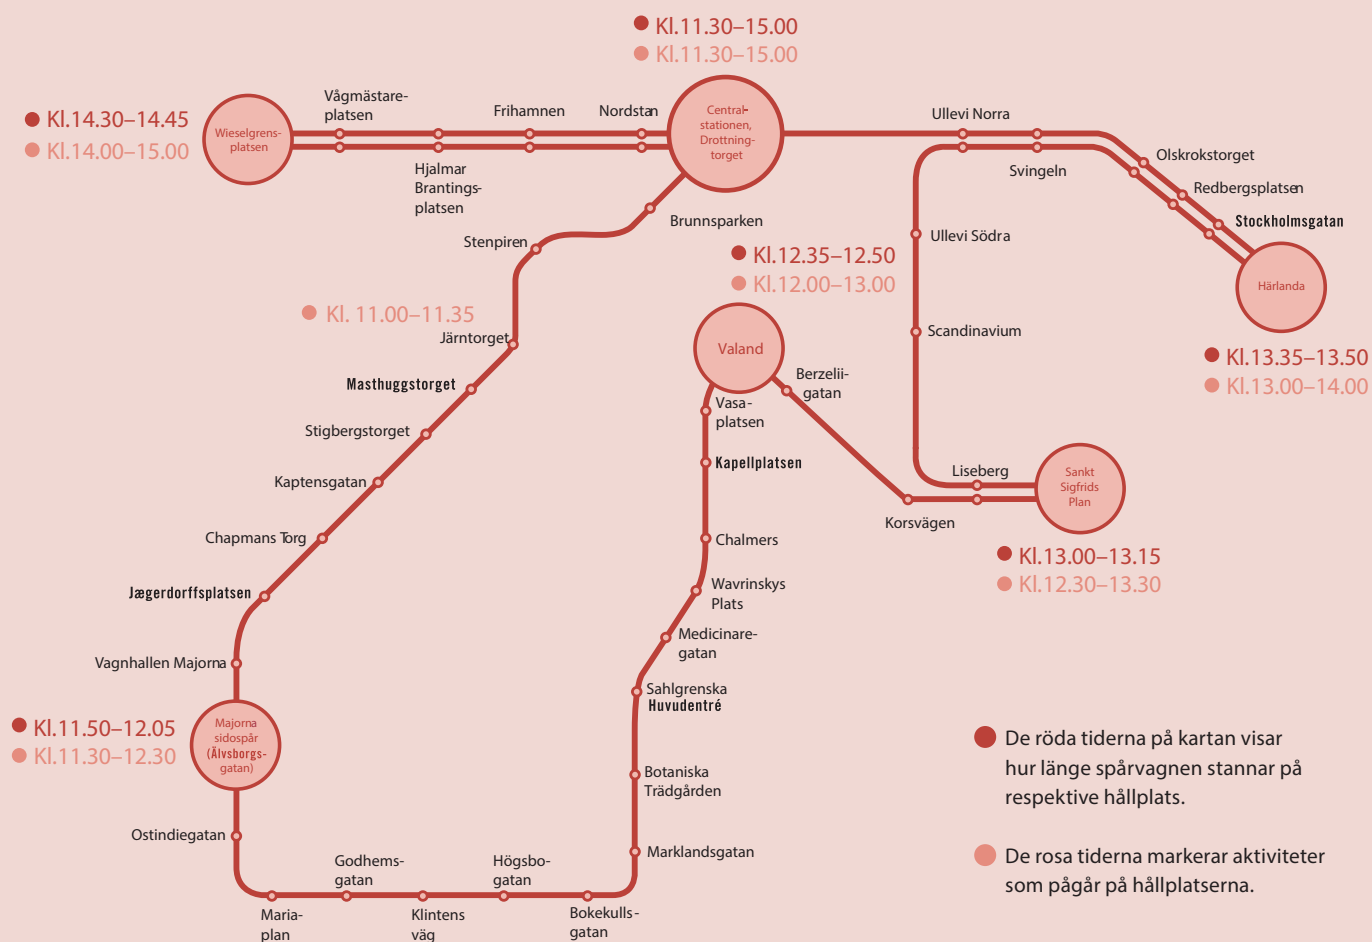 Kl.11.30–15.00
Kl.11.30–15.00
Kl.14.30–14.45
Kl.14.00–15.00
Wieselgrens-
platsen
Vågmästare-
platsen
Frihamnen
Nordstan
Hjalmar
Brantings-
platsen
Central-
stationen,
Drottning-
torget
Ullevi Norra
Svingeln
Olskrokstorget
Redbergsplatsen
Stockholmsgatan
Härlanda
Kl.13.35–13.50
Kl.13.00–14.00
Brunnsparken
Stenpiren
Ullevi Södra
Kl.12.35–12.50
Kl.12.00–13.00
Kl. 11.00–11.35
Järntorget
Valand
Scandinavium
Masthuggstorget
Berzelii-
gatan
Vasa-
platsen
Stigbergstorget
Kapellplatsen
Liseberg
Sankt
Sigfrids
Plan
Kaptensgatan
Korsvägen
Chapmans Torg
Chalmers
Kl.13.00–13.15
Kl.12.30–13.30
Jægerdorffsplatsen
Wavrinskys
Plats
Medicinare-
gatan
Vagnhallen Majorna
Sahlgrenska
Huvudentré
Kl.11.50–12.05
Kl.11.30–12.30
Majorna
sidospår
(Älvsborgs-
gatan)
Botaniska
Trädgården
Ostindiegatan
Marklandsgatan
Godhems-
gatan
Högsbo-
gatan
Maria-
plan
Klintens
väg
Bokekulls-
gatan
De röda tiderna på kartan visar
hur länge spårvagnen stannar på
respektive hållplats.
De rosa tiderna markerar aktiviteter
som pågår på hållplatserna.